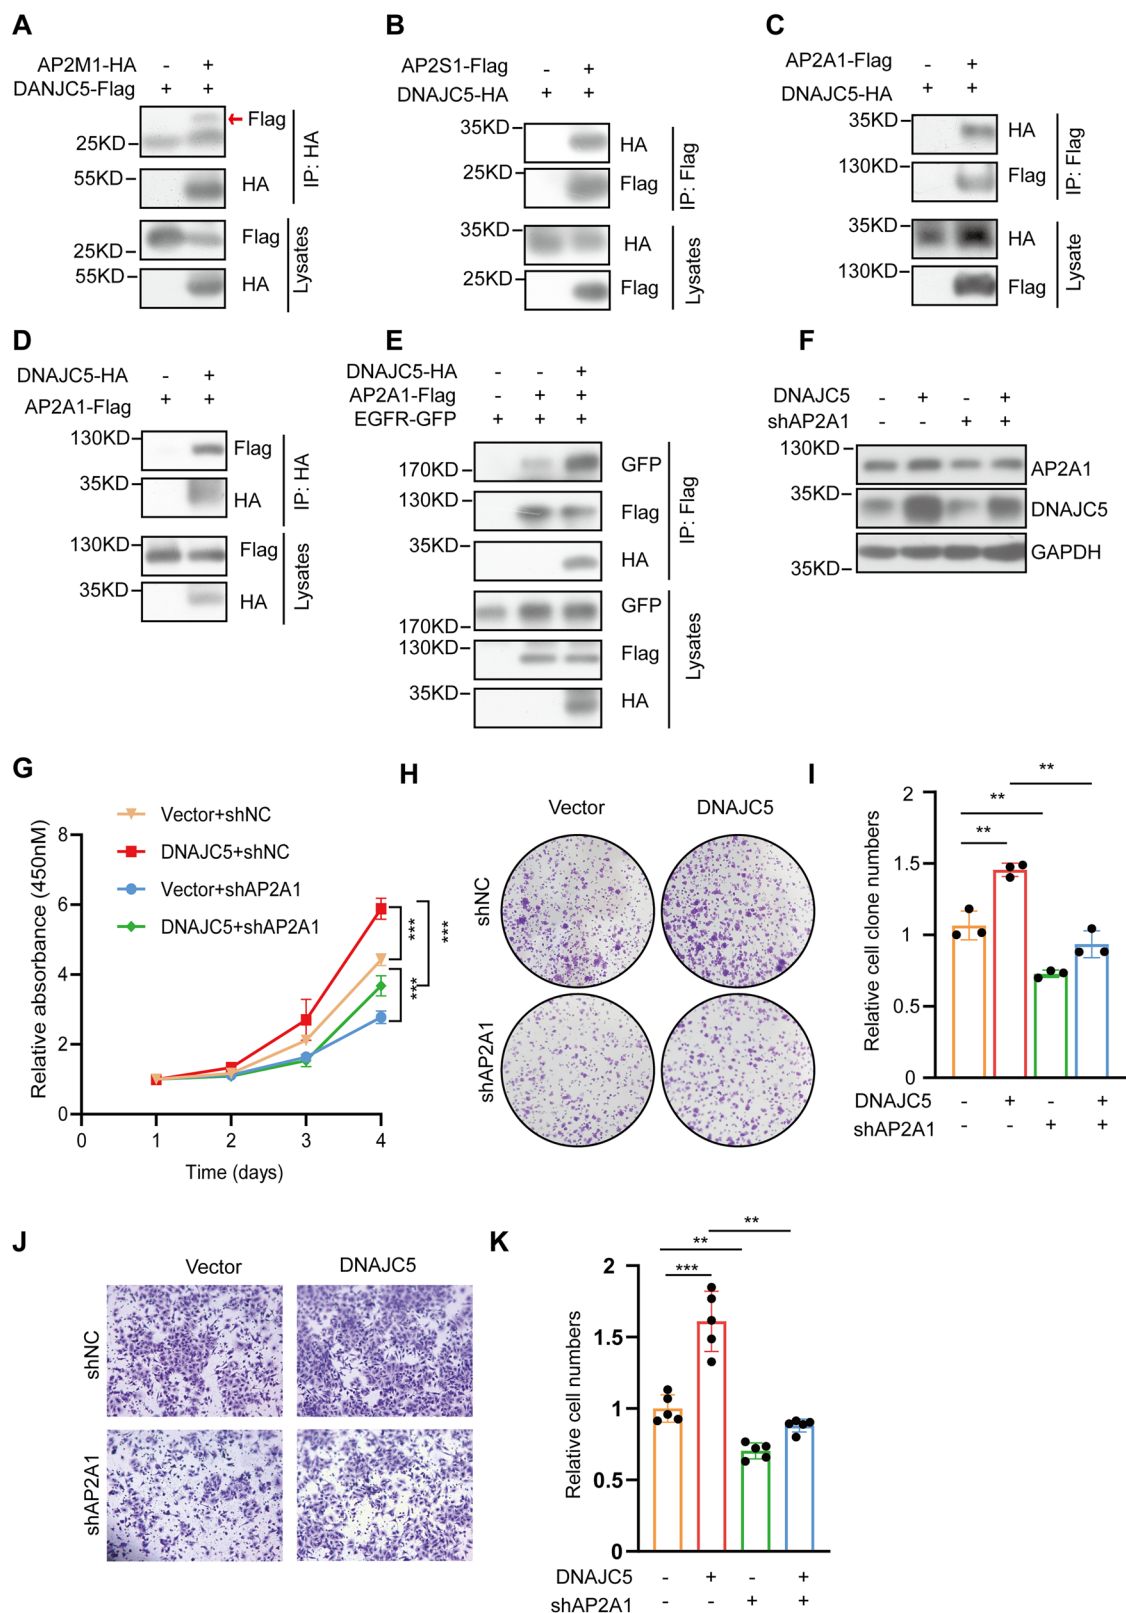 A
AP2M1-HA - +
DANJC5-Flag + +
Flag
25KD
55KD
HA
IP: HA
Flag
25KD
55KD
HA
Lysates
B
AP2S1-Flag - +
DNAJC5-HA + +
35KD
HA
25KD
Flag
IP: Flag
35KD
HA
25KD
Flag
Lysates
C
AP2A1-Flag - +
DNAJC5-HA + +
35KD
HA
130KD
Flag
IP: Flag
35KD
HA
130KD
Flag
Lysate
D
DNAJC5-HA - +
AP2A1-Flag + +
130KD
Flag
35KD
HA
IP: HA
130KD
Flag
35KD
HA
Lysates
E
DNAJC5-HA - - +
AP2A1-Flag - + +
EGFR-GFP + + +
GFP
170KD
130KD
Flag
35KD
HA
IP: Flag
GFP
170KD
130KD
Flag
35KD
HA
Lysates
F
DNAJC5 - + - +
shAP2A1 - - + +
130KD
AP2A1
35KD
DNAJC5
GAPDH
35KD
G
Vector+shNC
DNAJC5+shNC
Vector+shAP2A1
DNAJC5+shAP2A1
Relative absorbance (450nM)
8
6
4
2
0
0 1 2 3 4
Time (days)
***
***
***
H
Vector DNAJC5
shNC
shAP2A1
I
**
**
**
Relative cell clone numbers
2
1.5
1
0.5
0
DNAJC5 - + - +
shAP2A1 - - + +
J
Vector DNAJC5
shNC
shAP2A1
K
**
**
***
Relative cell numbers
2
1.5
1
0.5
0
DNAJC5 - + - +
shAP2A1 - - + +